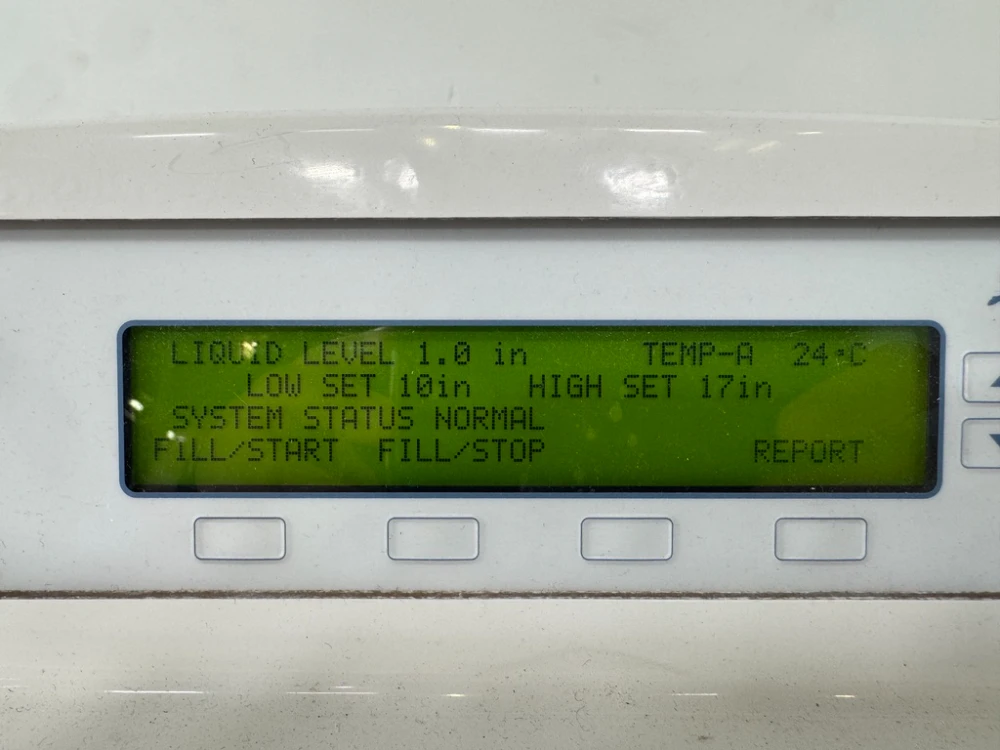 LIQUID LEVEL 1.0 in TEMP-A 24°C
LOW SET 10in HIGH SET 17in
SYSTEM STATUS NORMAL
FILL/START FILL/STOP REPORT